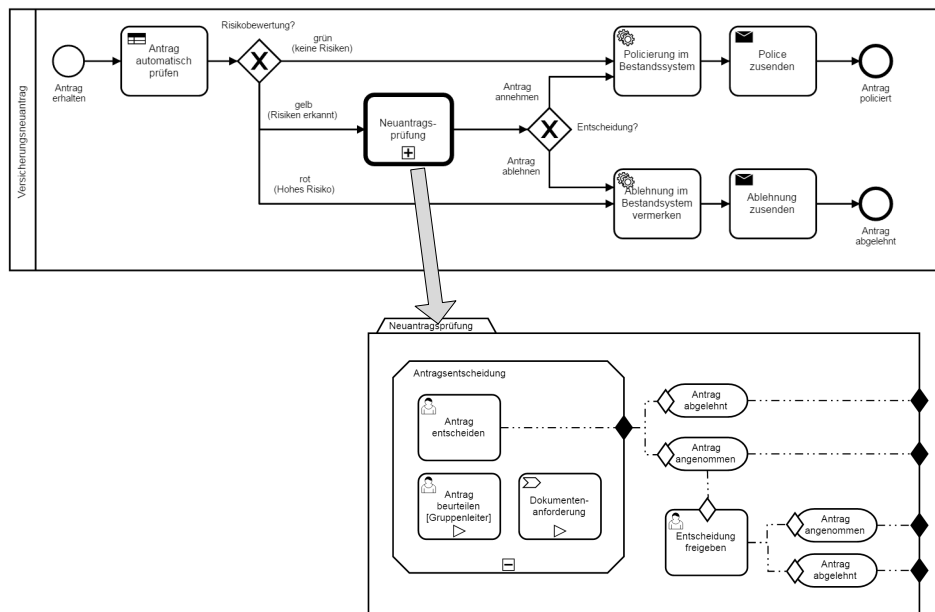 Versicherungsneuantrag
Antrag
erhalten
Antrag
automatisch
prüfen
Risikobewertung?
grün
(keine Risiken)
gelb
(Risiken erkannt)
rot
(Hohes Risiko)
Neuantrags-
prüfung
Antrag
annehmen
Entscheidung?
Antrag
ablehnen
Policierung im
Bestandssystem
Police
zusenden
Antrag
policiert
Ablehnung im
Bestandsystem
vermerken
Ablehnung
zusenden
Antrag
abgelehnt
Neuantragsprüfung
Antragsentscheidung
Antrag
entscheiden
Antrag
beurteilen
[Gruppenleiter]
Dokumenten-
anforderung
Antrag
abgelehnt
Antrag
angenommen
Entscheidung
freigeben
Antrag
angenommen
Antrag
abgelehnt